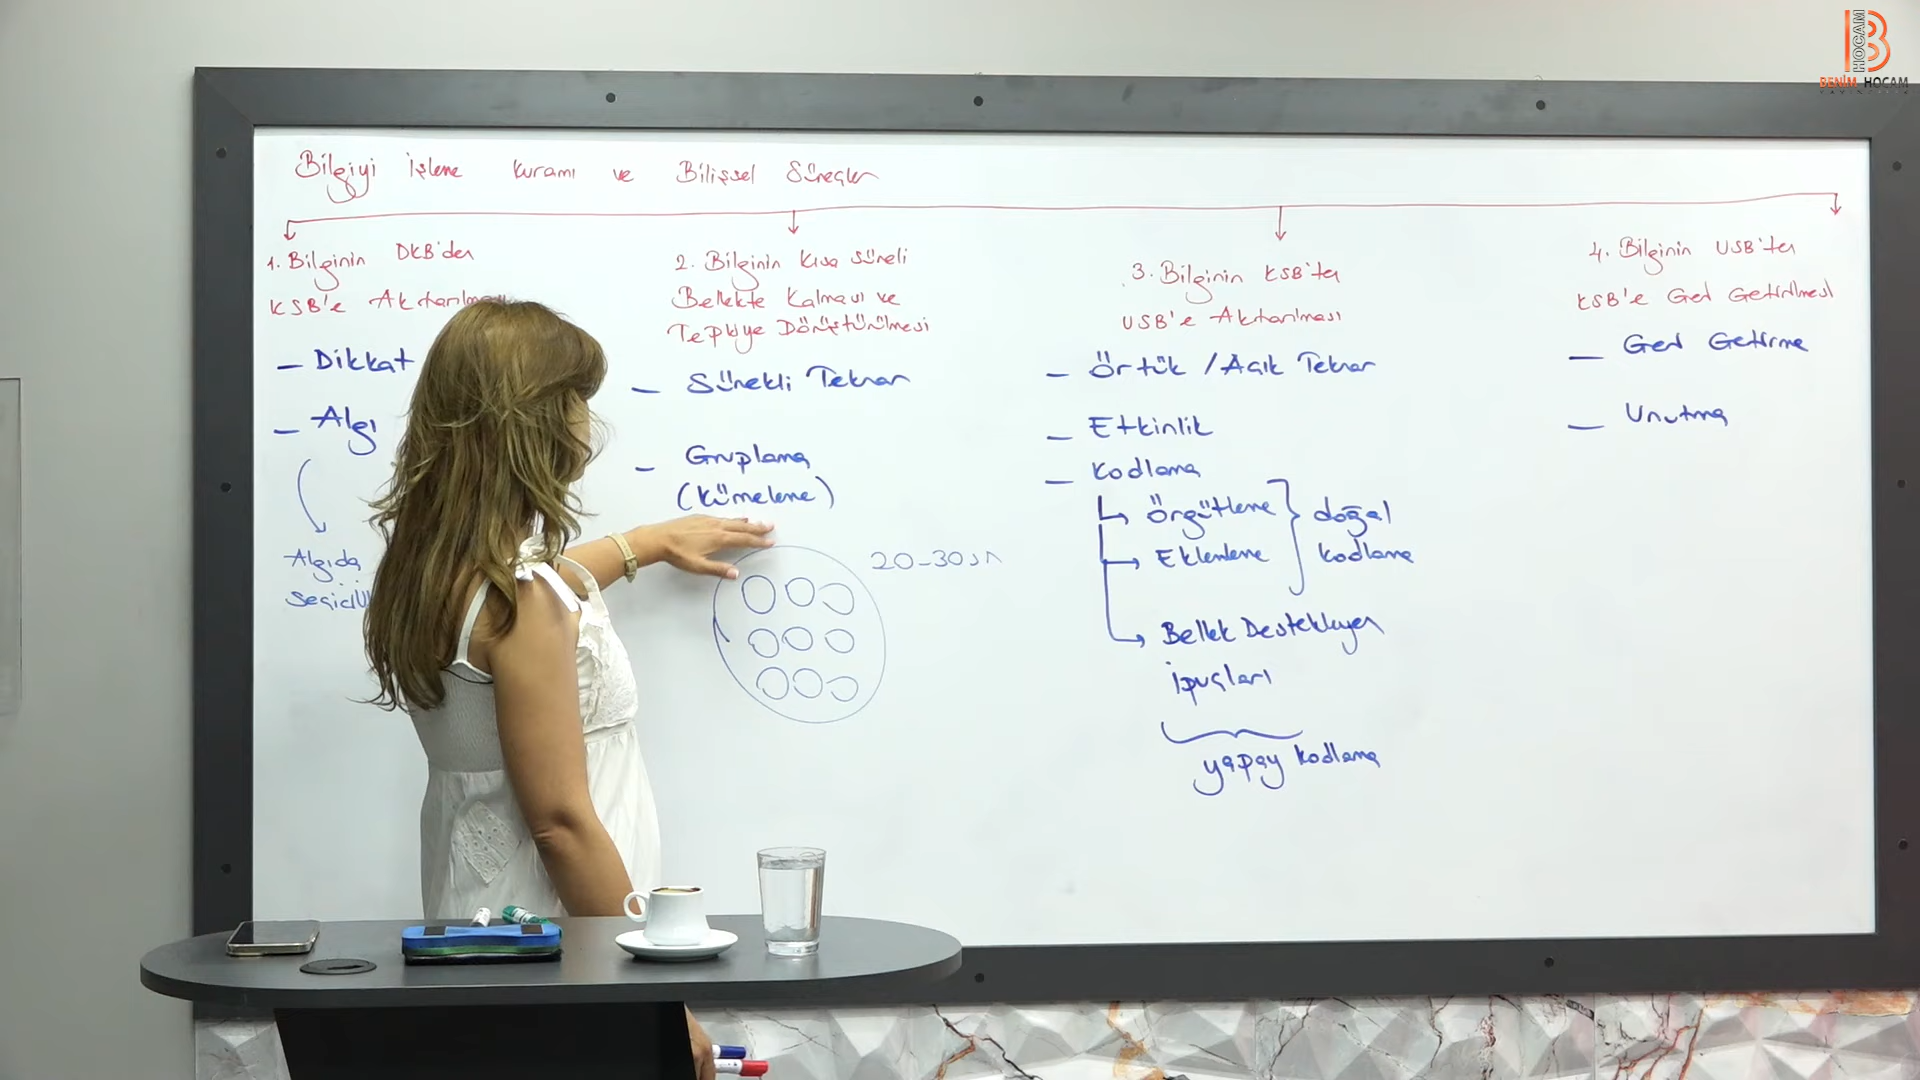 Bilgiyi İşleme Kuramı ve Bilişsel Süreçler
1. Bilginin DKB'den
KSB'e Aktarılması
- Dikkat
- Algı
Algıda
Seçicilik
2. Bilginin Kısa Süreli
Bellekte Kalması ve
Tepkiye Dönüştürülmesi
- Sürekli Tekrar
- Gruplama
(Kümeleme)
20-30sn
3. Bilginin KSB'ten
USB'e Aktarılması
- Örtük / Açık Tekrar
- Etkinlik
- Kodlama
Örgütleme
Eklemleme
doğal
kodlama
Bellek Destekleyen
İpuçları
yapay kodlama
4. Bilginin USB'ten
KSB'e Geri Getirilmesi
- Geri Getirme
- Unutma
HOCAM
BENİM HOCAM